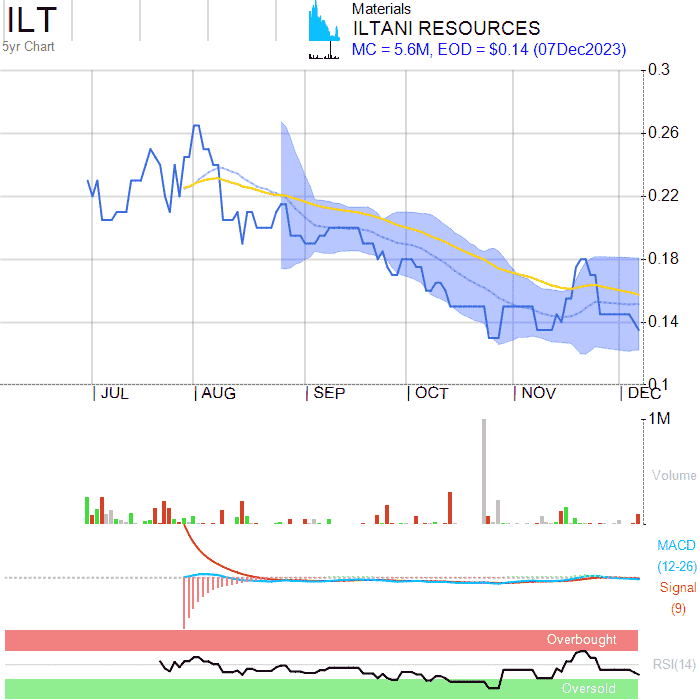 ILT
5yr Chart
Materials
ILTANI RESOURCES
MC = 5.6M, EOD = $0.14 (07Dec2023)
0.3
0.26
0.22
0.18
0.14
0.1
JUL AUG SEP OCT NOV DEC
1M
Volume
MACD
(12-26)
Signal
(9)
Overbought
RSI(14)
Oversold